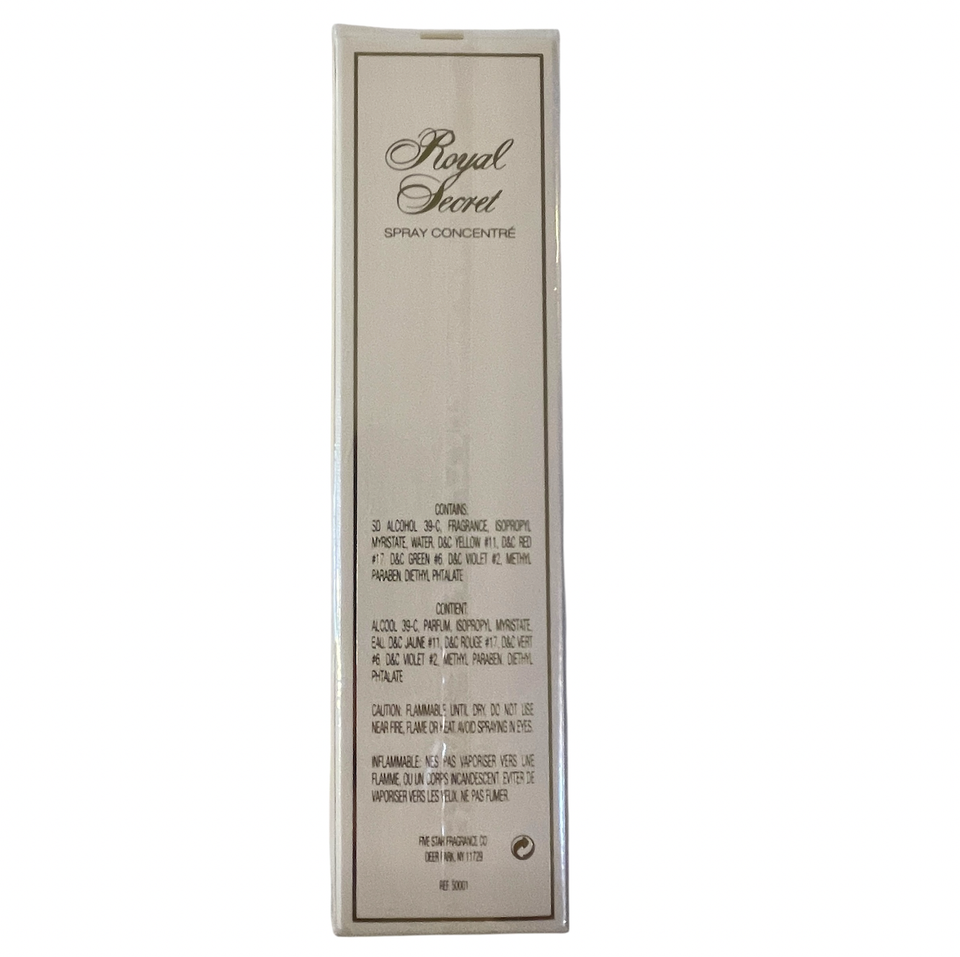 Royal
Secret
SPRAY CONCENTRÉ
CONTAINS:
SD ALCOHOL 39-C, FRAGRANCE, ISOPROPYL
MYRISTATE, WATER, D&C YELLOW #11, D&C RED
#17, D&C GREEN #6, D&C VIOLET #2, METHYL
PARABEN, DIETHYL PHTALATE
CONTIENT:
ALCOOL 39-C, PARFUM, ISOPROPYL MYRISTATE,
EAU, D&C JAUNE #11, D&C ROUGE #17, D&C VERT
#6, D&C VIOLET #2, METHYL PARABEN, DIETHYL
PHTALATE
CAUTION: FLAMMABLE UNTIL DRY, DO NOT USE
NEAR FIRE, FLAME OR HEAT. AVOID SPRAYING IN EYES.
INFLAMMABLE: NES PAS VAPORISER VERS UNE
FLAMME, OU UN CORPS INCANDESCENT. EVITER DE
VAPORISER VERS LES YEUX. NE PAS FUMER.
FIVE STAR FRAGRANCE CO
DEER PARK, NY 11729
REF. 50001